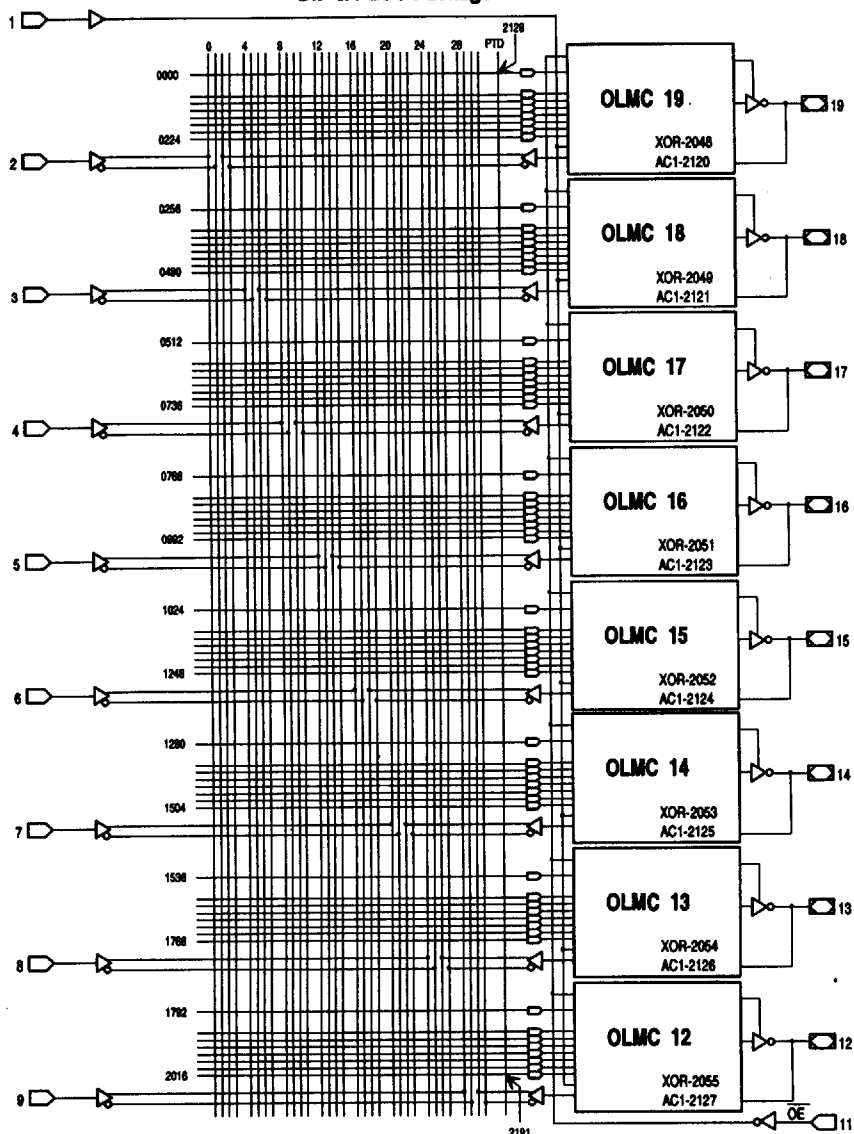 1
0 4 8 12 16 20 24 28 PTD
2128
0000
OLMC 19
19
0224
XOR-2048
AC1-2120
2
0256
OLMC 18
18
0480
XOR-2049
AC1-2121
3
0512
OLMC 17
17
0736
XOR-2050
AC1-2122
4
0768
OLMC 16
16
0992
XOR-2051
AC1-2123
5
1024
OLMC 15
15
1248
XOR-2052
AC1-2124
6
1280
OLMC 14
14
1504
XOR-2053
AC1-2125
7
1536
OLMC 13
13
1768
XOR-2054
AC1-2126
8
1792
OLMC 12
12
2016
XOR-2055
AC1-2127
9
OE
11
2191